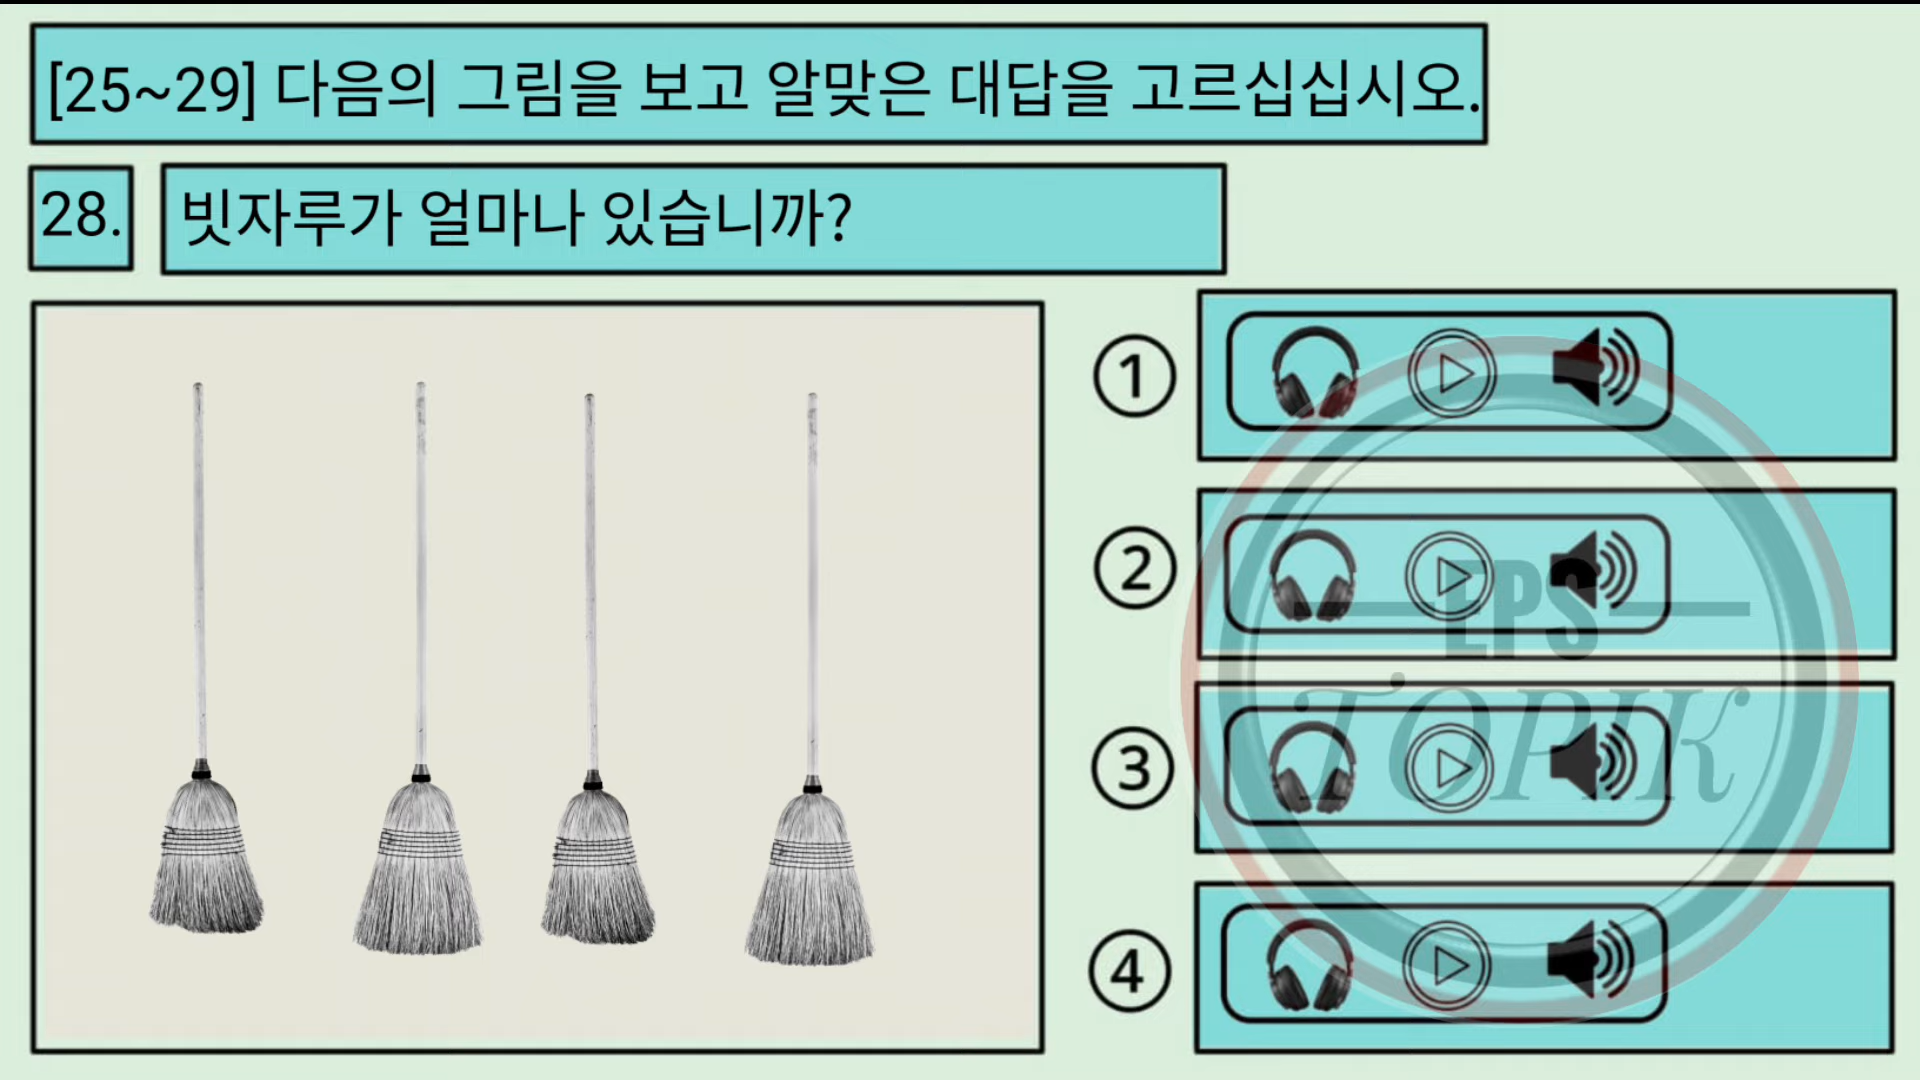 [25~29] 다음의 그림을 보고 알맞은 대답을 고르십십시오.
28. 빗자루가 얼마나 있습니까?
①
②
③
④
EPS
TOPIK